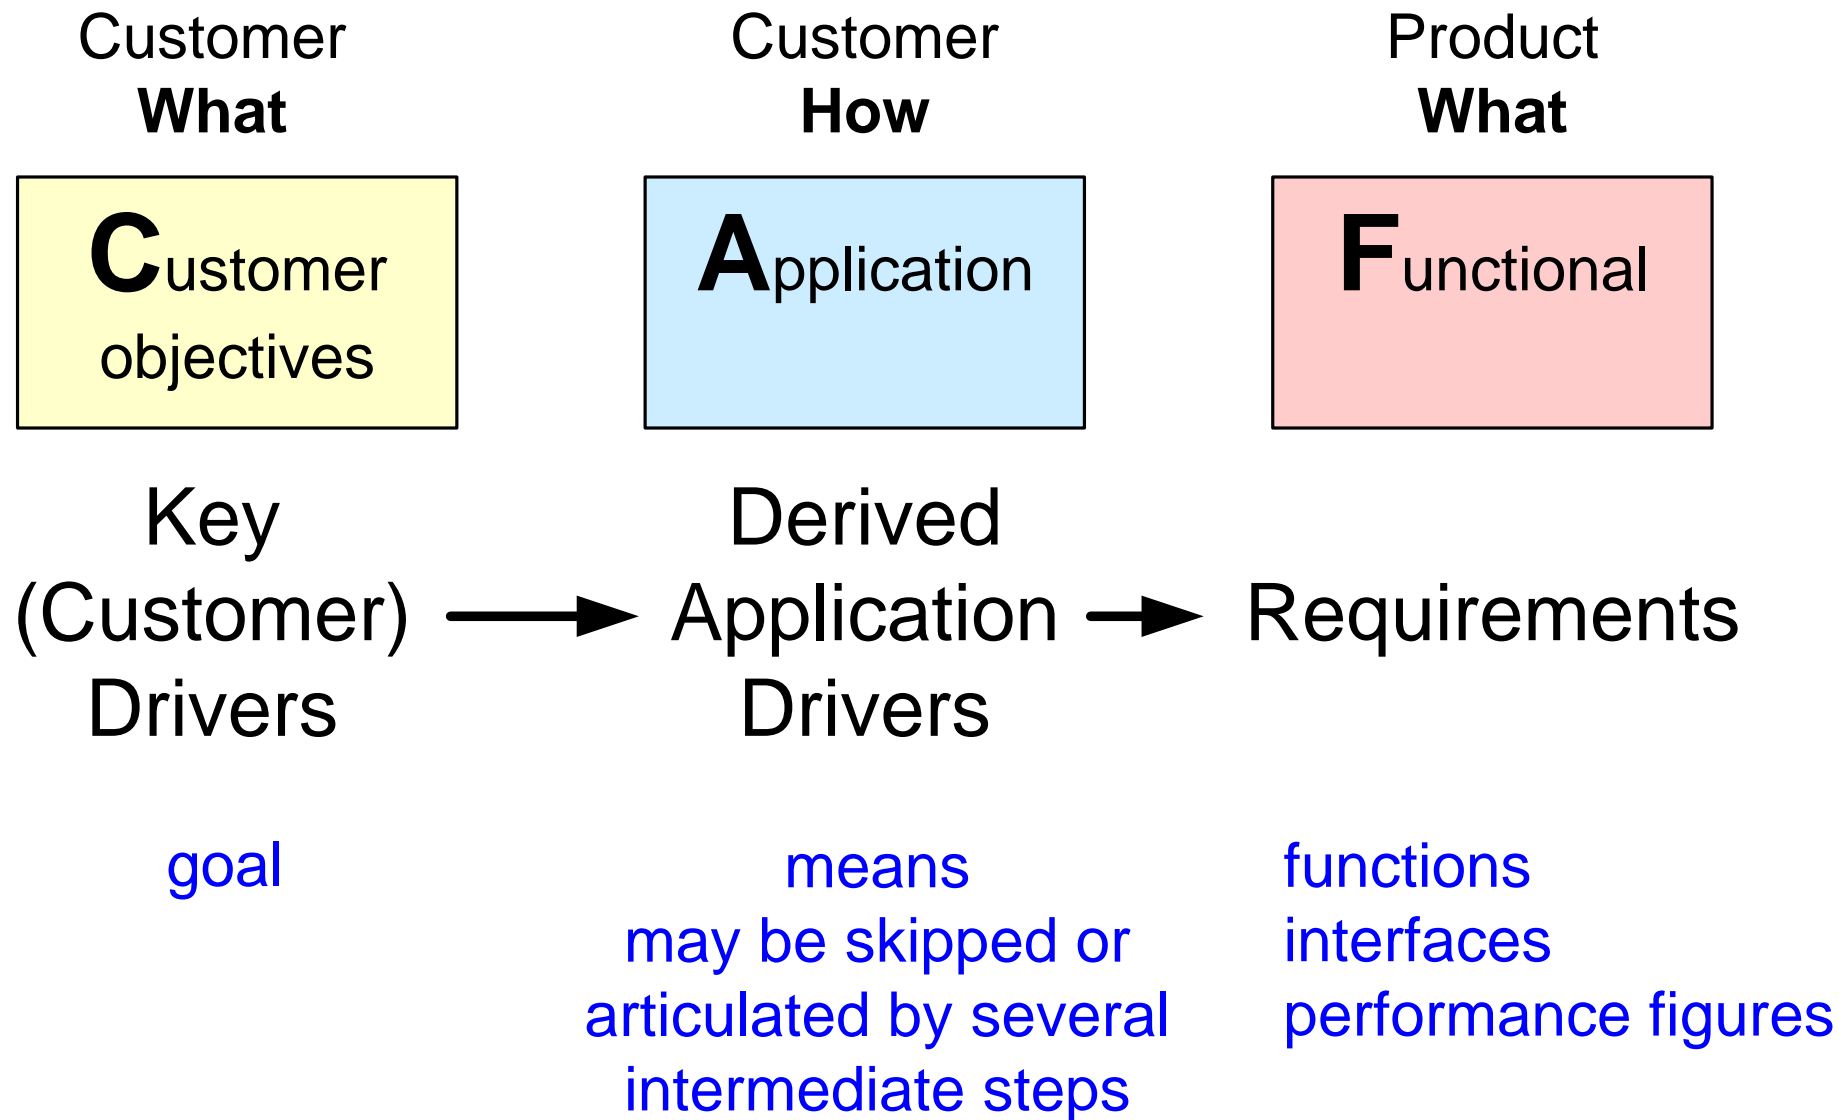 Customer
What
Customer
How
Product
What
Customer
objectives
Application
Functional
Key
(Customer)
Drivers
Derived
Application
Drivers
Requirements
goal
means
may be skipped or
articulated by several
intermediate steps
functions
interfaces
performance figures